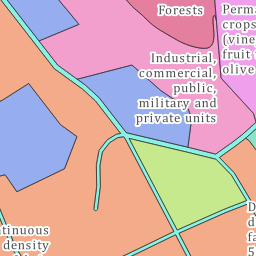 Forests
Perma
crops
(vine
fruit
olive
Industrial,
commercial,
public,
military and
private units
tinuous
density
D
d
fa
5